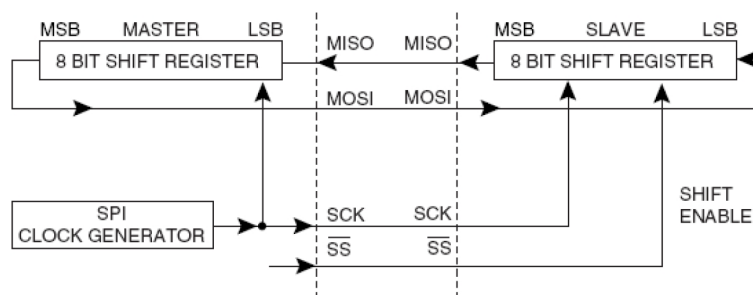 MSB MASTER LSB
MISO MISO
MSB SLAVE LSB
8 BIT SHIFT REGISTER
8 BIT SHIFT REGISTER
MOSI MOSI
SHIFT
ENABLE
SPI
CLOCK GENERATOR
SCK SCK
SS SS